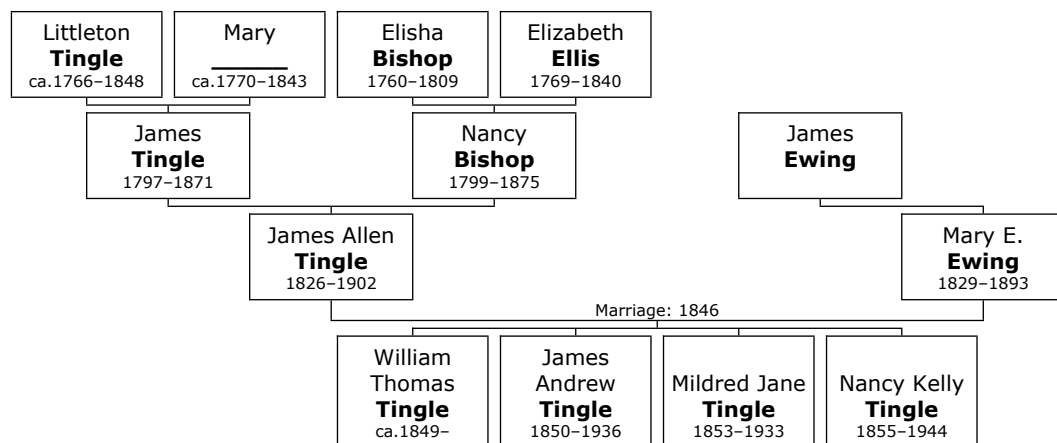 Littleton
Tingle
ca.1766–1848
Mary
______
ca.1770–1843
Elisha
Bishop
1760–1809
Elizabeth
Ellis
1769–1840
James
Tingle
1797–1871
Nancy
Bishop
1799–1875
James
Ewing
James Allen
Tingle
1826–1902
Mary E.
Ewing
1829–1893
Marriage: 1846
William
Thomas
Tingle
ca.1849–
James
Andrew
Tingle
1850–1936
Mildred Jane
Tingle
1853–1933
Nancy Kelly
Tingle
1855–1944